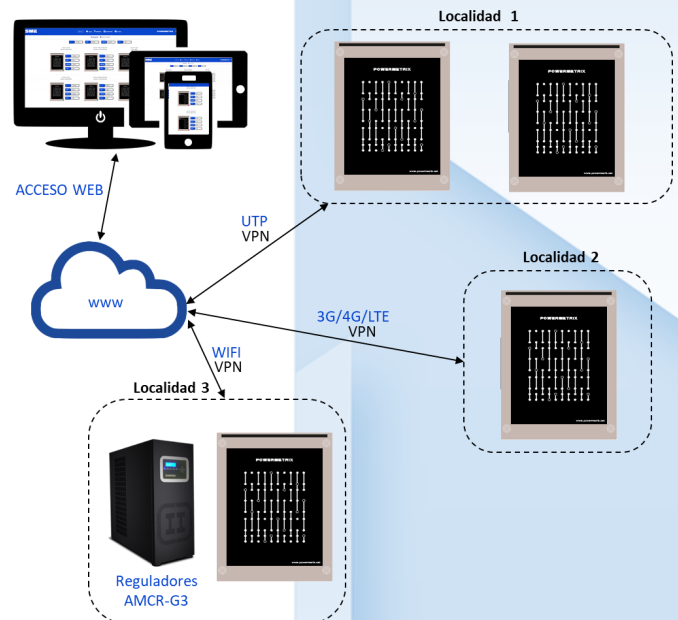 SMR
Localidad 1
POWERMETRIX
POWERMETRIX
ACCESO WEB
UTP
VPN
www
Localidad 2
3G/4G/LTE
VPN
POWERMETRIX
WIFI
VPN
Localidad 3
POWERMETRIX
Reguladores
AMCR-G3